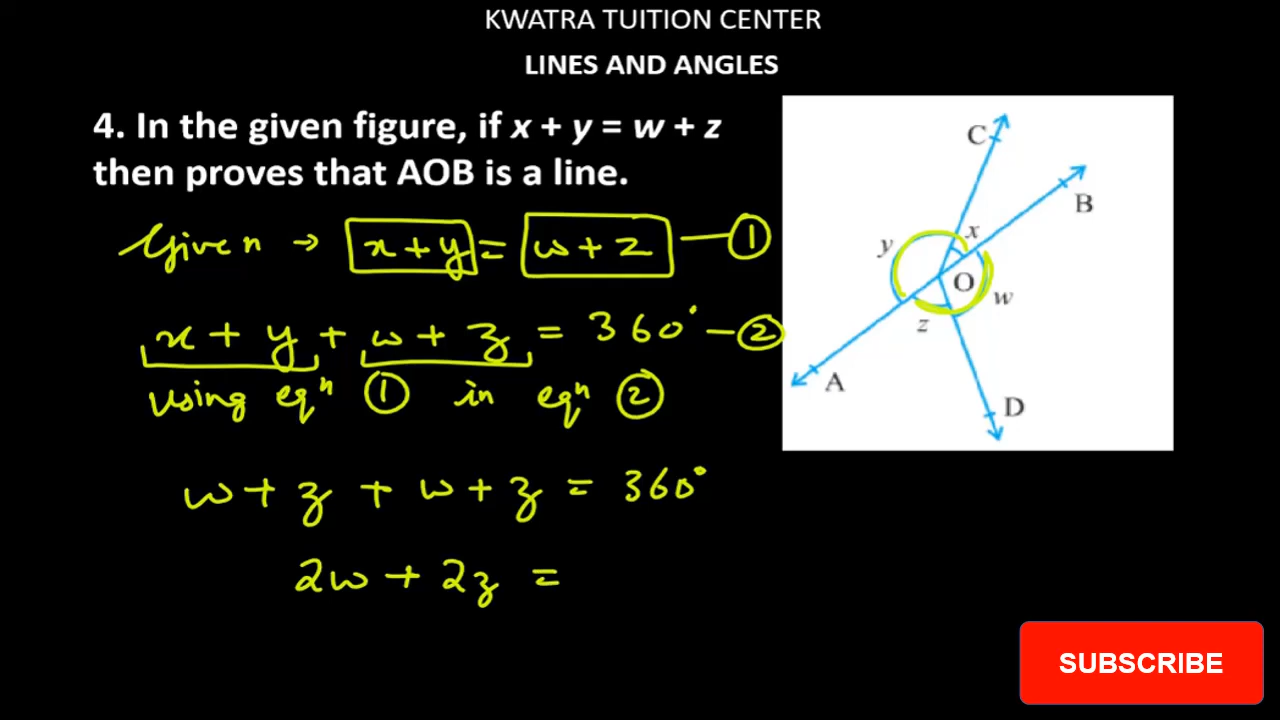 KWATRA TUITION CENTER
LINES AND ANGLES
4. In the given figure, if x + y = w + z
then proves that AOB is a line.
Given → x + y = w + z — ①
x + y + w + z = 360° — ②
using eqⁿ ① in eqⁿ ②
w + z + w + z = 360°
2w + 2z =
C
B
x
y
O
w
z
A
D
SUBSCRIBE